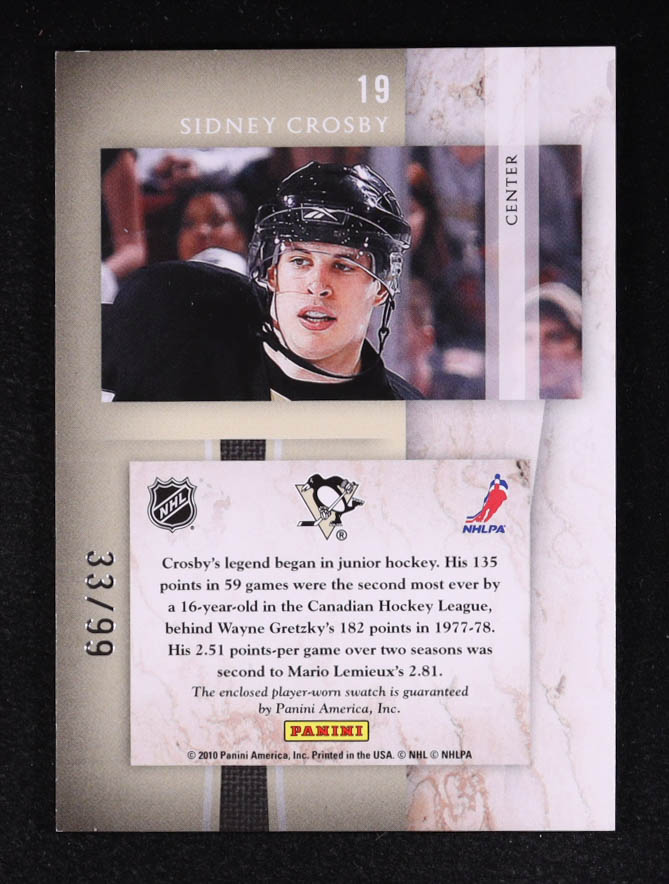 19
SIDNEY CROSBY
CENTER
NHL
®
NHLPA
Crosby's legend began in junior hockey. His 135
points in 59 games were the second most ever by
a 16-year-old in the Canadian Hockey League,
behind Wayne Gretzky's 182 points in 1977-78.
His 2.51 points-per game over two seasons was
second to Mario Lemieux's 2.81.
The enclosed player-worn swatch is guaranteed
by Panini America, Inc.
PANINI
© 2010 Panini America, Inc. Printed in the USA. © NHL © NHLPA
33/99